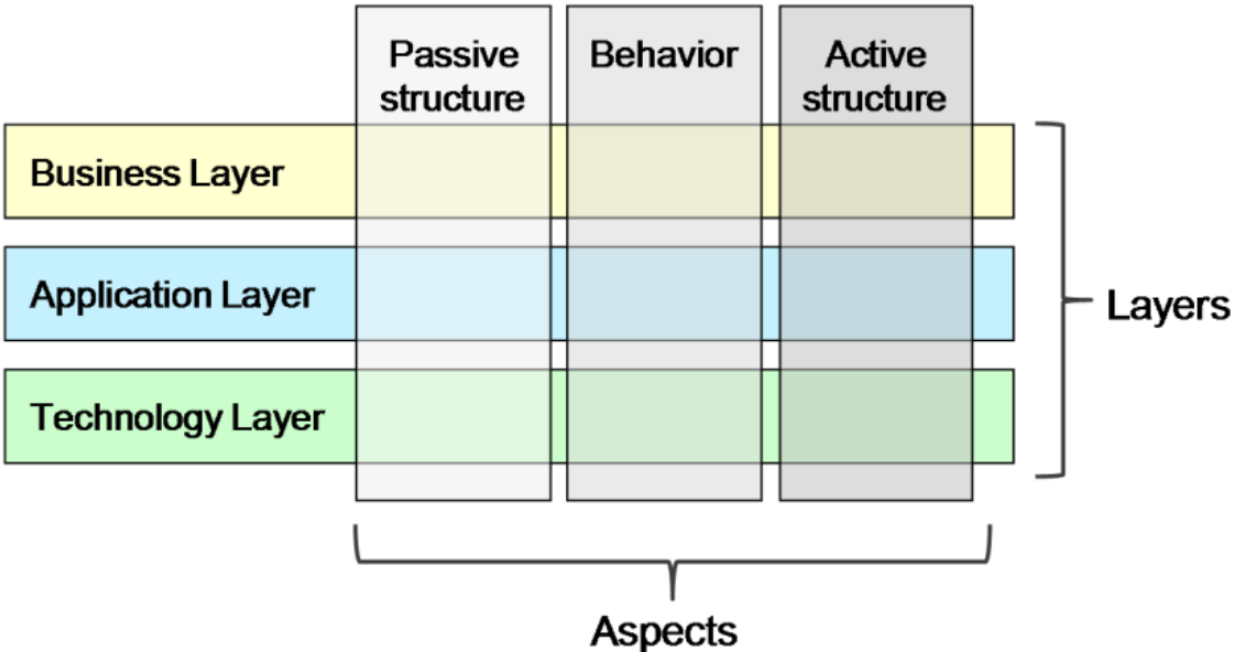 Passive
structure
Behavior
Active
structure
Business Layer
Application Layer
Technology Layer
Layers
Aspects